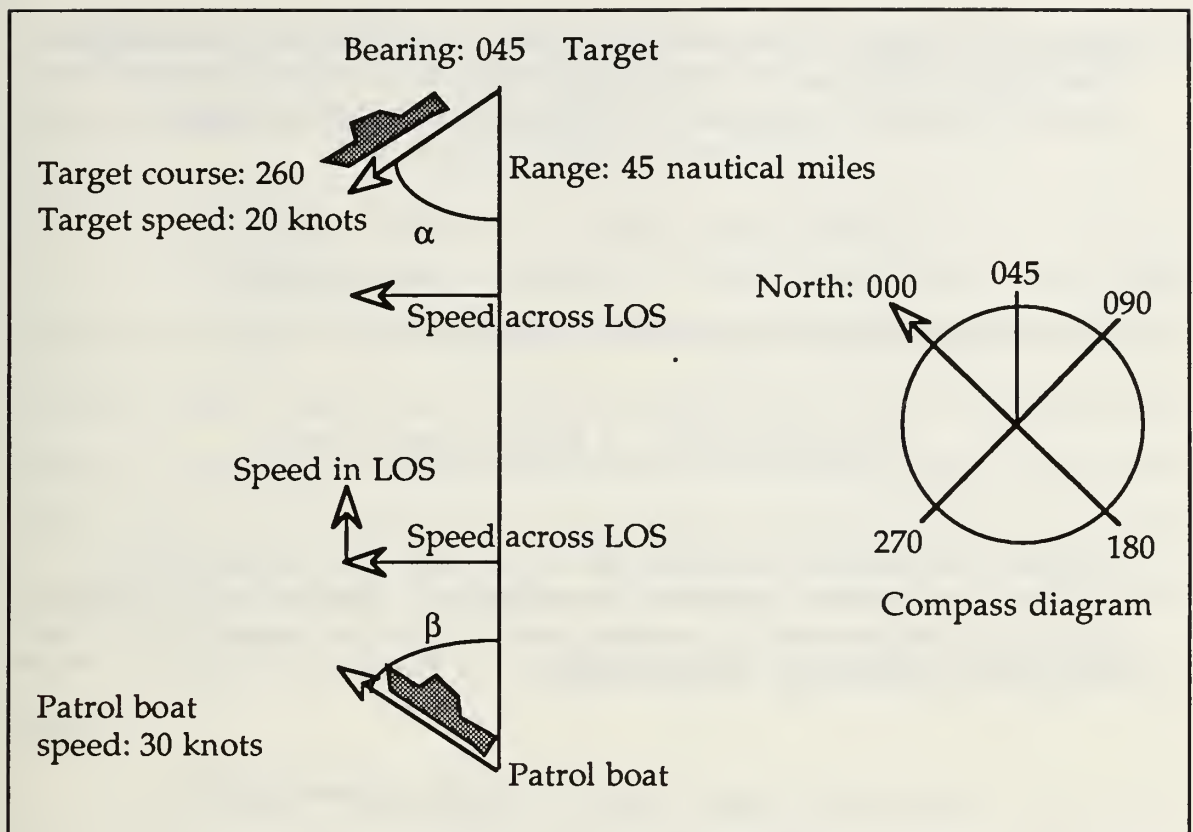 Bearing: 045 Target
Target course: 260
Target speed: 20 knots
Range: 45 nautical miles
α
Speed across LOS
North: 000
045
090
270
180
Compass diagram
Speed in LOS
Speed across LOS
β
Patrol boat
speed: 30 knots
Patrol boat